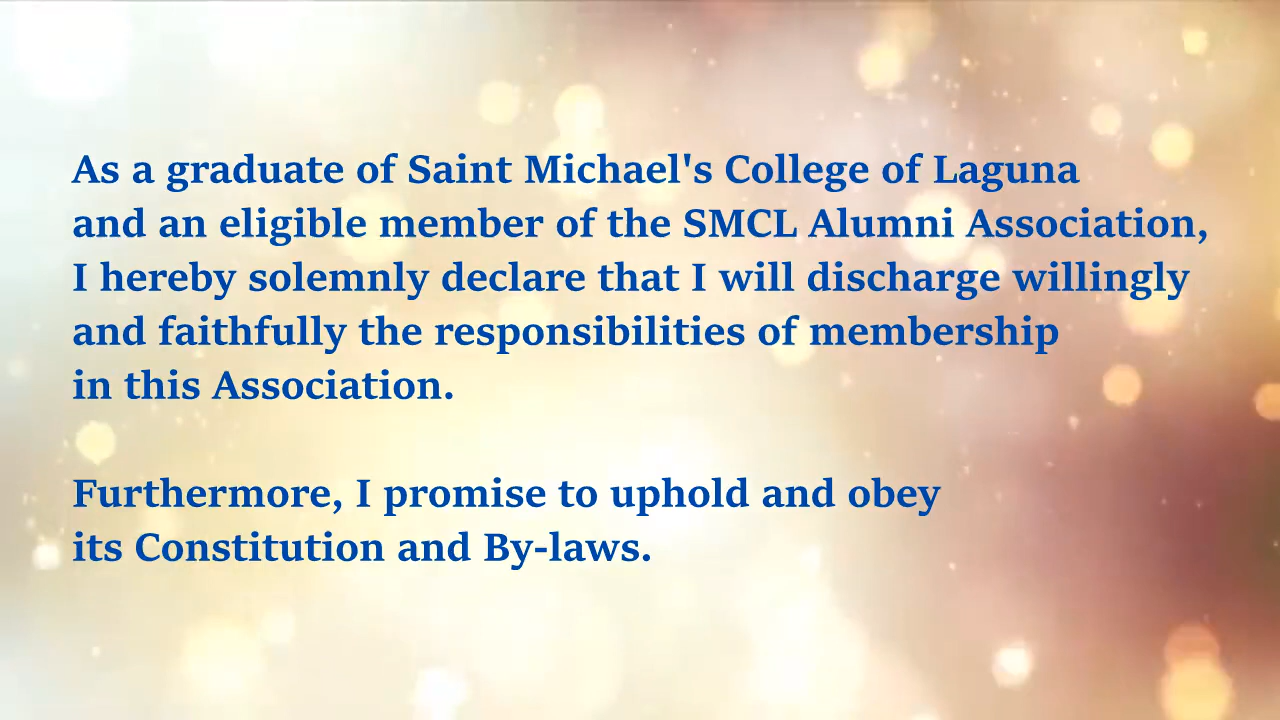 As a graduate of Saint Michael's College of Laguna
and an eligible member of the SMCL Alumni Association,
I hereby solemnly declare that I will discharge willingly
and faithfully the responsibilities of membership
in this Association.
Furthermore, I promise to uphold and obey
its Constitution and By-laws.